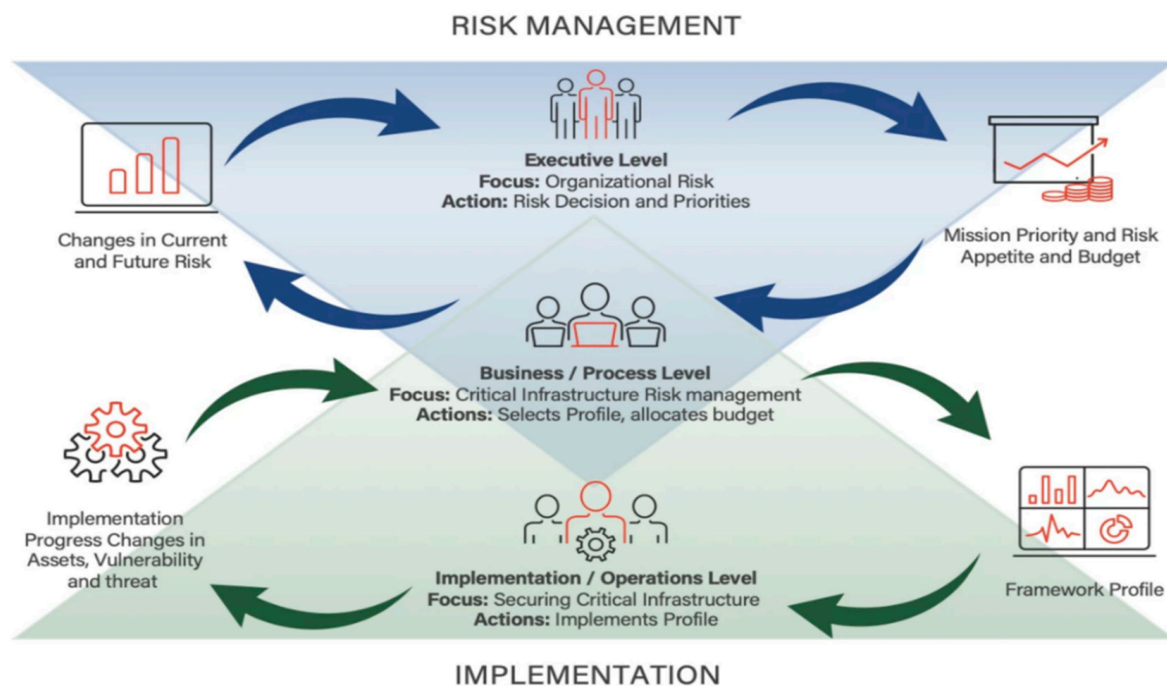 RISK MANAGEMENT
Executive Level
Focus: Organizational Risk
Action: Risk Decision and Priorities
Changes in Current
and Future Risk
Mission Priority and Risk
Appetite and Budget
Business / Process Level
Focus: Critical Infrastructure Risk management
Actions: Selects Profile, allocates budget
Implementation
Progress Changes in
Assets, Vulnerability
and threat
Framework Profile
Implementation / Operations Level
Focus: Securing Critical Infrastructure
Actions: Implements Profile
IMPLEMENTATION